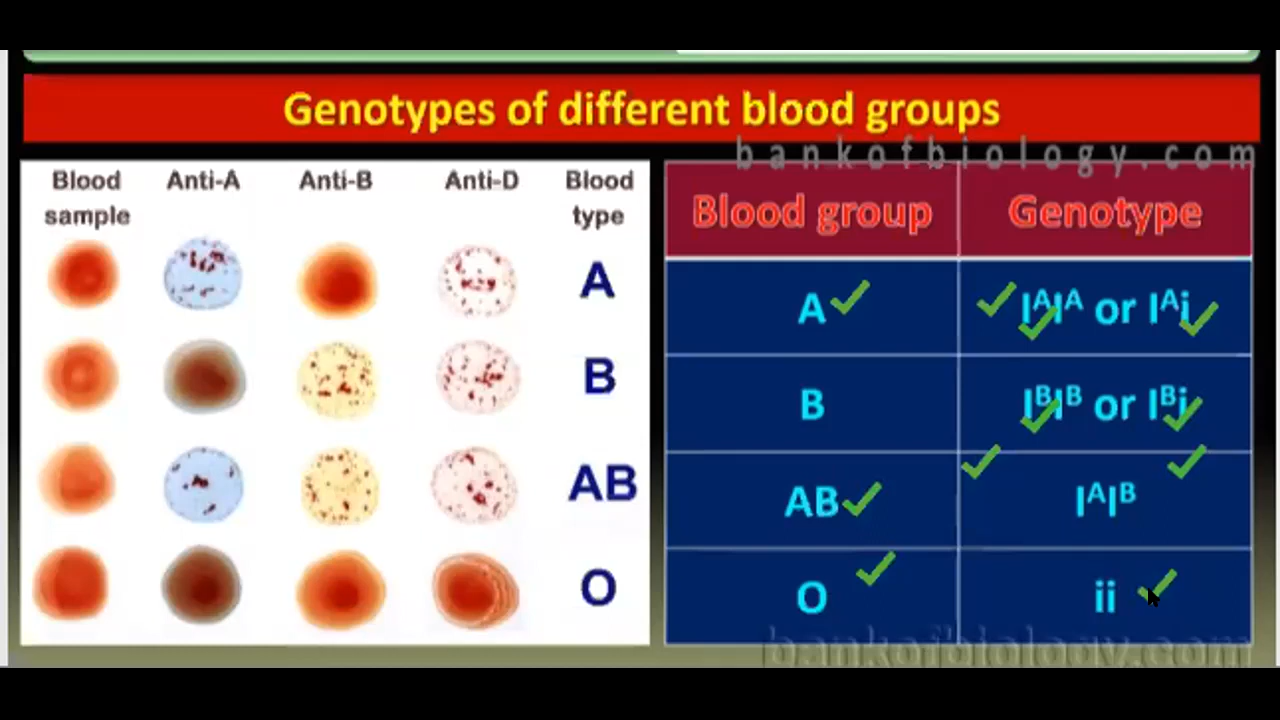 Genotypes of different blood groups
bankofbiology.com
Blood sample Anti-A Anti-B Anti-D Blood type
A
B
AB
O
Blood group Genotype
A IᴬIᴬ or Iᴬi
B IᴮIᴮ or Iᴮi
AB IᴬIᴮ
O ii
bankofbiology.com